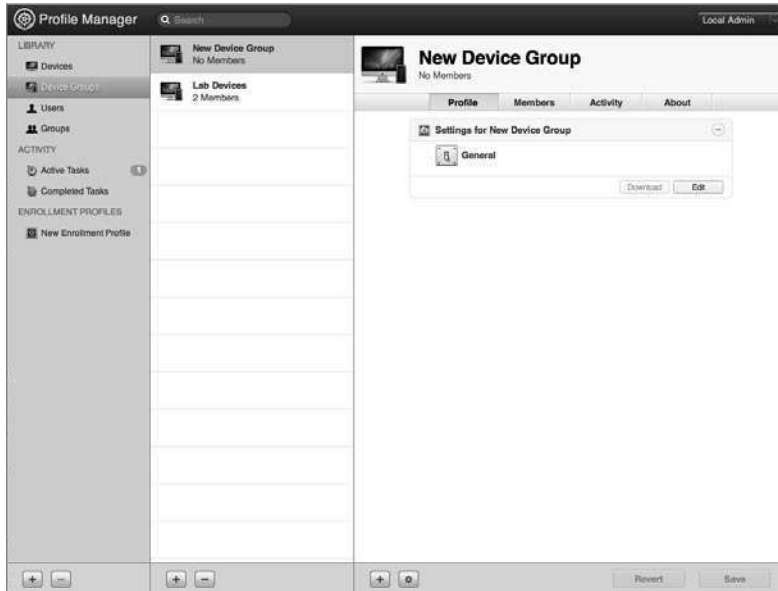 Profile Manager
Search
Local Admin
LIBRARY
Devices
Device Groups
Users
Groups
ACTIVITY
Active Tasks 1
Completed Tasks
ENROLLMENT PROFILES
New Enrollment Profile
New Device Group
No Members
Lab Devices
2 Members
New Device Group
No Members
Profile Members Activity About
Settings for New Device Group
General
Download Edit
Revert Save